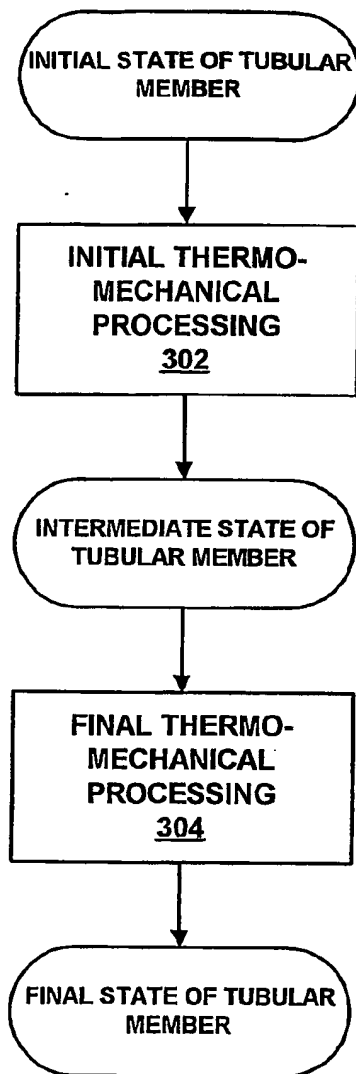 INITIAL STATE OF TUBULAR
MEMBER
INITIAL THERMO-
MECHANICAL
PROCESSING
302
INTERMEDIATE STATE OF
TUBULAR MEMBER
FINAL THERMO-
MECHANICAL
PROCESSING
304
FINAL STATE OF TUBULAR
MEMBER